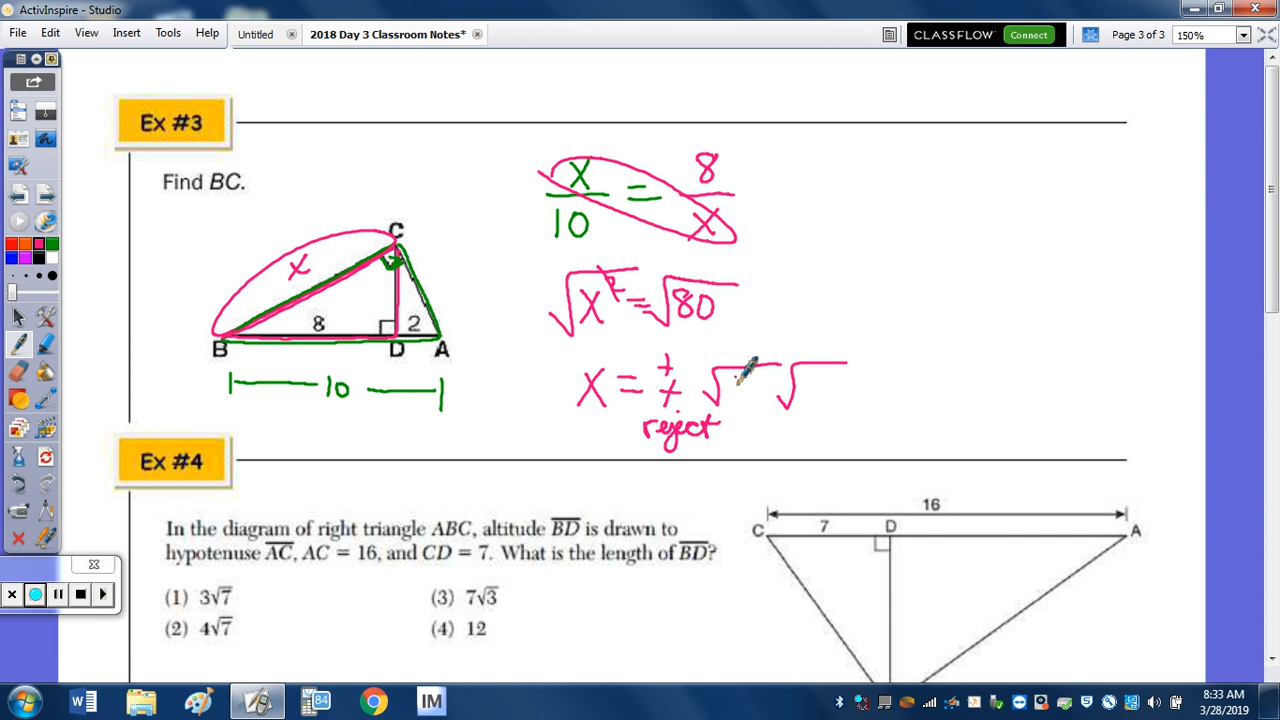 ActivInspire - Studio
File Edit View Insert Tools Help Untitled 2018 Day 3 Classroom Notes* CLASSFLOW Connect Page 3 of 3 150%
Ex #3
Find BC.
C
x
8
2
B
D
A
10
x/10 = 8/x
√x² = √80
x = ± √ √
reject
Ex #4
In the diagram of right triangle ABC, altitude B̅D̅ is drawn to
hypotenuse A̅C̅, AC = 16, and CD = 7. What is the length of B̅D̅?
(1) 3√7
(2) 4√7
(3) 7√3
(4) 12
16
C 7 D A
84
IM
8:33 AM
3/28/2019